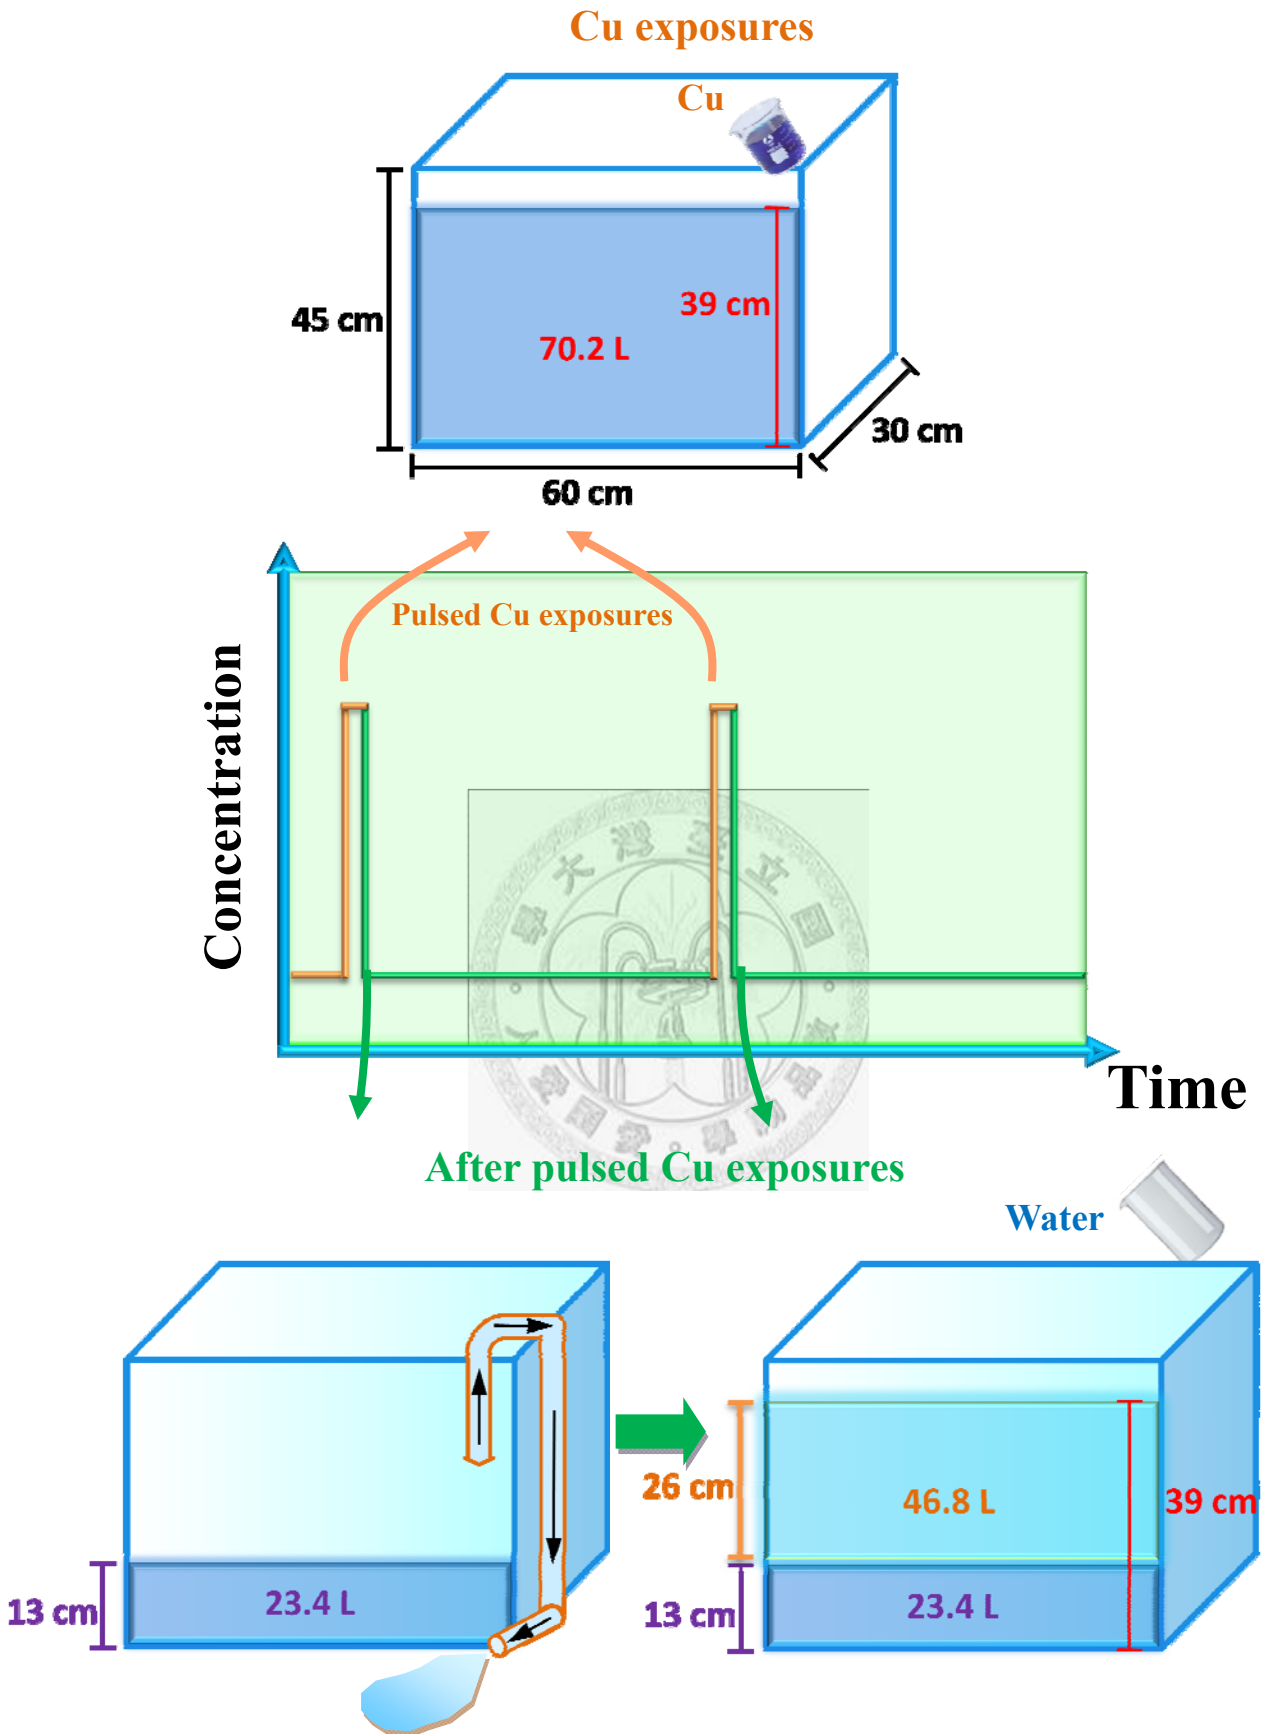 Cu exposures
Cu
45 cm
39 cm
70.2 L
30 cm
60 cm
Pulsed Cu exposures
Concentration
Time
After pulsed Cu exposures
Water
26 cm
46.8 L
39 cm
13 cm
23.4 L
13 cm
23.4 L